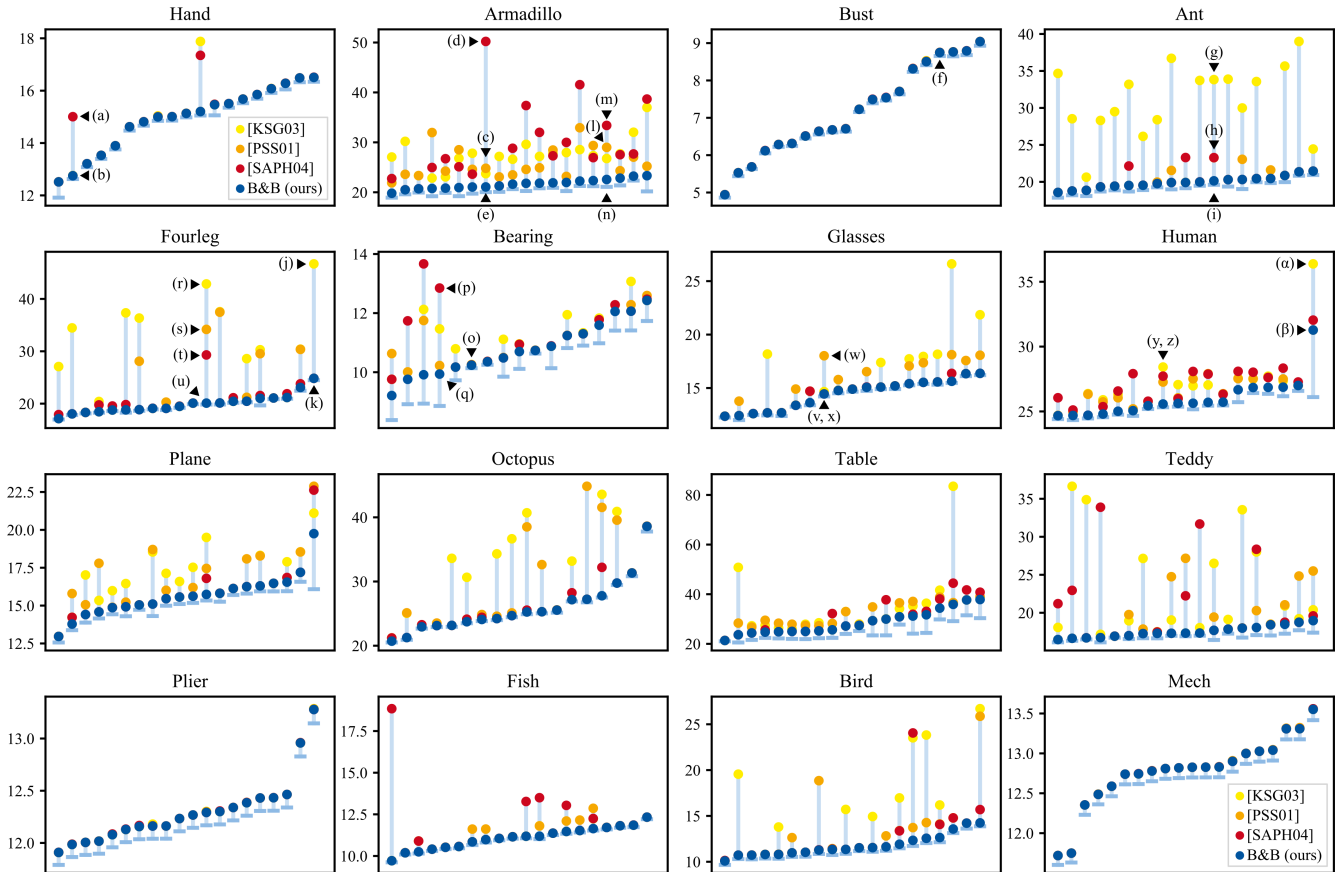 Hand
Armadillo
Bust
Ant
18
16
14
12
(a)
(b)
[KSG03]
[PSS01]
[SAPH04]
B&B (ours)
50
40
30
20
(d)
(c)
(l)
(m)
(e)
(n)
9
8
7
6
5
(f)
40
35
30
25
20
(g)
(h)
(i)
Fourleg
Bearing
Glasses
Human
40
30
20
(j)
(r)
(s)
(t)
(u)
(k)
14
12
10
(p)
(o)
(q)
25
20
15
(w)
(v, x)
35
30
25
(α)
(β)
(y, z)
Plane
Octopus
Table
Teddy
22.5
20.0
17.5
15.0
12.5
40
30
20
80
60
40
20
35
30
25
20
Plier
Fish
Bird
Mech
13.0
12.5
12.0
17.5
15.0
12.5
10.0
25
20
15
10
13.5
13.0
12.5
12.0
[KSG03]
[PSS01]
[SAPH04]
B&B (ours)